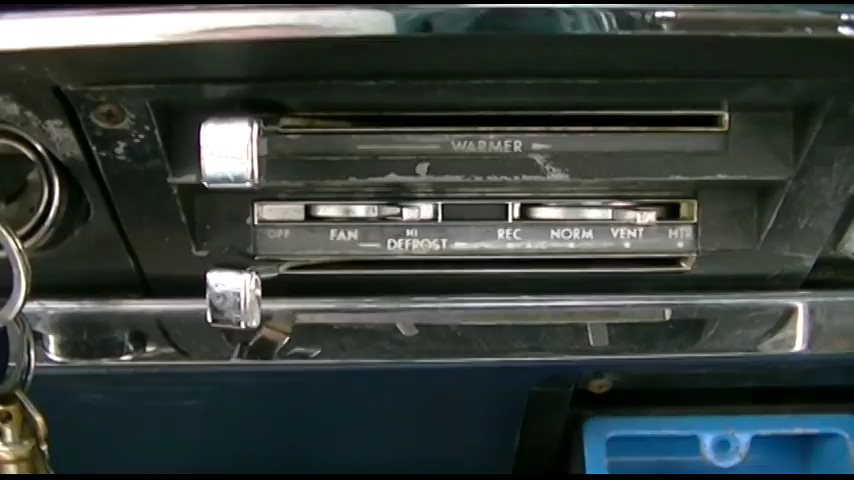 WARMER
OFF FAN HI REC NORM VENT HTR
DEFROST A/C